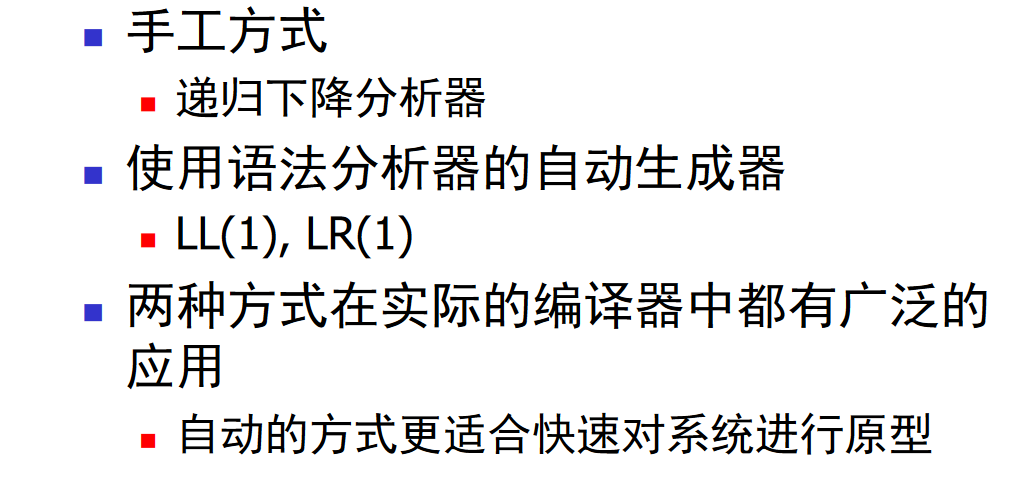 手工方式
递归下降分析器
使用语法分析器的自动生成器
LL(1), LR(1)
两种方式在实际的编译器中都有广泛的
应用
自动的方式更适合快速对系统进行原型